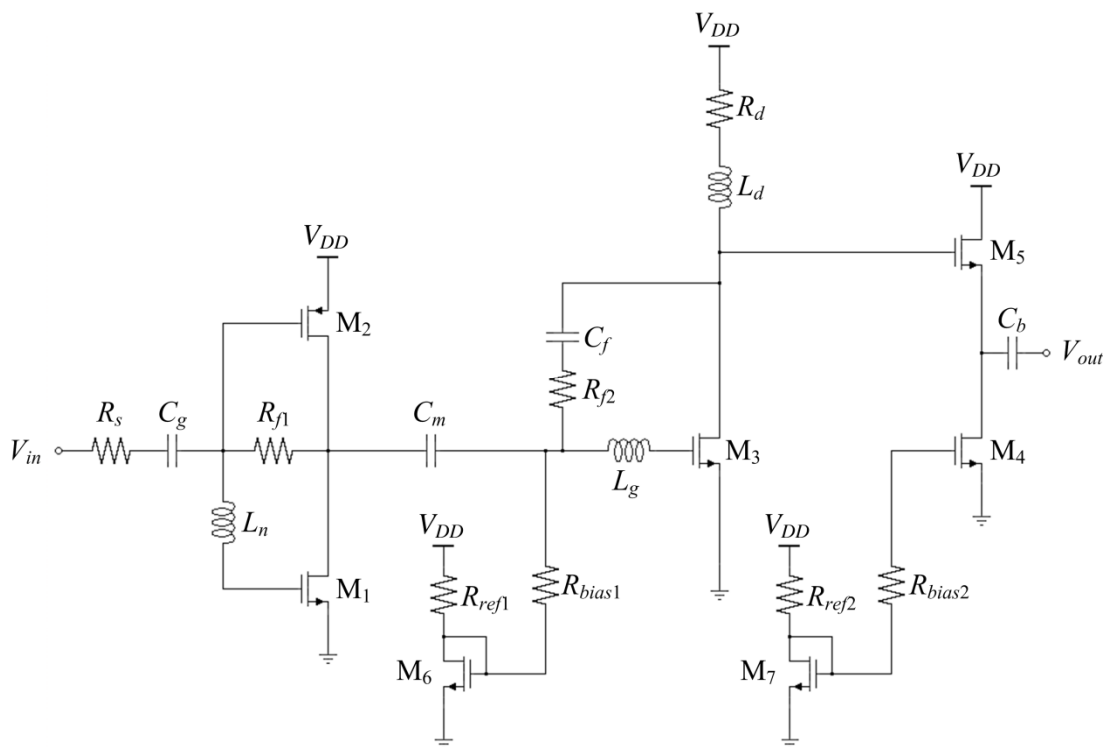 V_DD
R_d
L_d
V_DD
V_DD
M_5
M_2
C_f
C_b
V_out
R_f2
R_s
C_g
R_f1
C_m
V_in
M_3
M_4
L_g
L_n
V_DD
V_DD
M_1
R_ref1
R_bias1
R_ref2
R_bias2
M_6
M_7